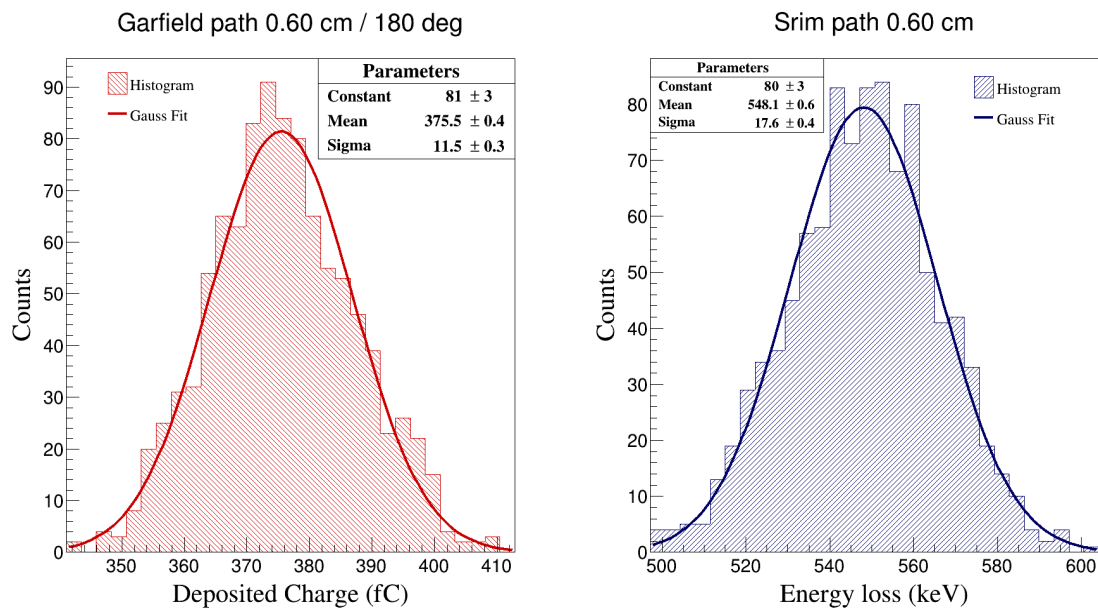 Garfield path 0.60 cm / 180 deg
Parameters
Constant 81 ± 3
Mean 375.5 ± 0.4
Sigma 11.5 ± 0.3
Histogram
Gauss Fit
Counts
90
80
70
60
50
40
30
20
10
0
350 360 370 380 390 400 410
Deposited Charge (fC)
Srim path 0.60 cm
Parameters
Constant 80 ± 3
Mean 548.1 ± 0.6
Sigma 17.6 ± 0.4
Histogram
Gauss Fit
Counts
80
70
60
50
40
30
20
10
0
500 520 540 560 580 600
Energy loss (keV)